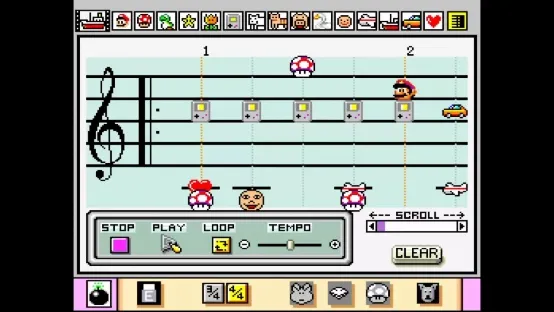 1 2
STOP PLAY LOOP TEMPO
SCROLL
CLEAR
3/4 4/4